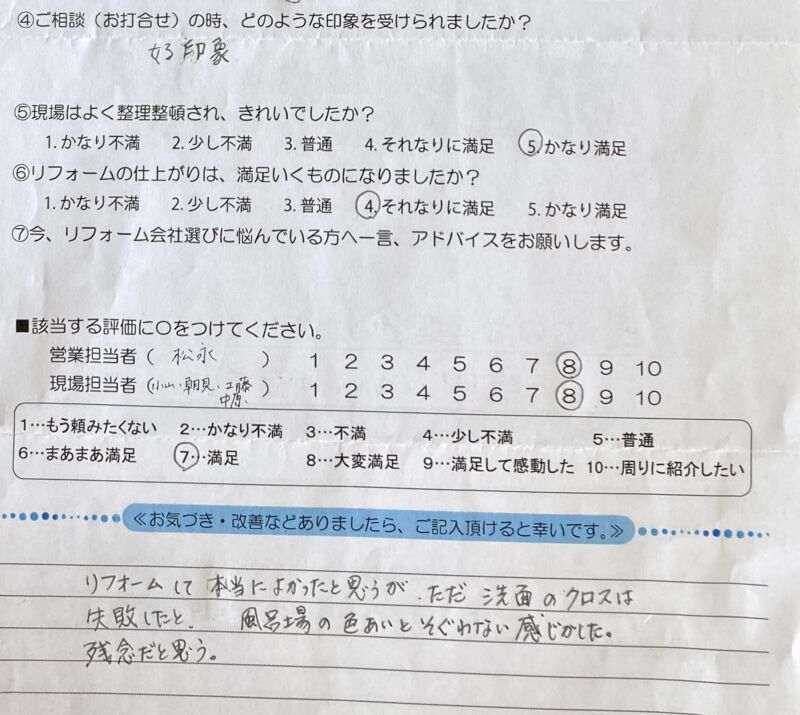 ④ご相談（お打合せ）の時、どのような印象を受けられましたか？
好印象
⑤現場はよく整理整頓され、きれいでしたか？
1.かなり不満 2.少し不満 3.普通 4.それなりに満足 5.かなり満足
⑥リフォームの仕上がりは、満足いくものになりましたか？
1.かなり不満 2.少し不満 3.普通 4.それなりに満足 5.かなり満足
⑦今、リフォーム会社選びに悩んでいる方へ一言、アドバイスをお願いします。
■該当する評価に〇をつけてください。
営業担当者（ 松永 ） 1 2 3 4 5 6 7 8 9 10
現場担当者（小山・朝見・工藤 中原） 1 2 3 4 5 6 7 8 9 10
1…もう頼みたくない 2…かなり不満 3…不満 4…少し不満 5…普通
6…まあまあ満足 7…満足 8…大変満足 9…満足して感動した 10…周りに紹介したい
≪お気づき・改善などありましたら、ご記入頂けると幸いです。≫
リフォームして本当によかったと思うが、ただ 洗面のクロスは
失敗したと、風呂場の色あいとそぐわない感じがした。
残念だと思う。